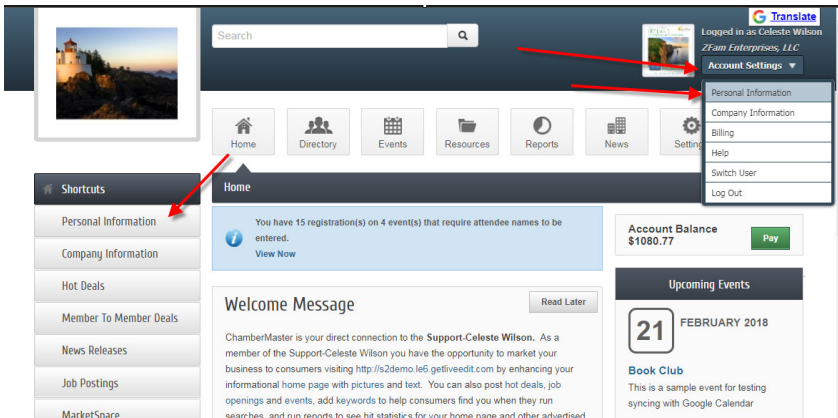 Translate
Search
Logged in as Celeste Wilson
ZFam Enterprises, LLC
Account Settings
Personal Information
Company Information
Billing
Help
Switch User
Log Out
Home
Directory
Events
Resources
Reports
News
Setting
Shortcuts
Personal Information
Company Information
Hot Deals
Member To Member Deals
News Releases
Job Postings
MarketSpace
Home
You have 15 registration(s) on 4 event(s) that require attendee names to be
entered.
View Now
Welcome Message
Read Later
ChamberMaster is your direct connection to the Support-Celeste Wilson. As a
member of the Support-Celeste Wilson you have the opportunity to market your
business to consumers visiting http://s2demo.le6.getliveedit.com by enhancing your
informational home page with pictures and text. You can also post hot deals, job
openings and events, add keywords to help consumers find you when they run
searches, and run reports to see hit statistics for your home page and other advertised
Account Balance
$1080.77
Pay
Upcoming Events
21
FEBRUARY 2018
Book Club
This is a sample event for testing
syncing with Google Calendar